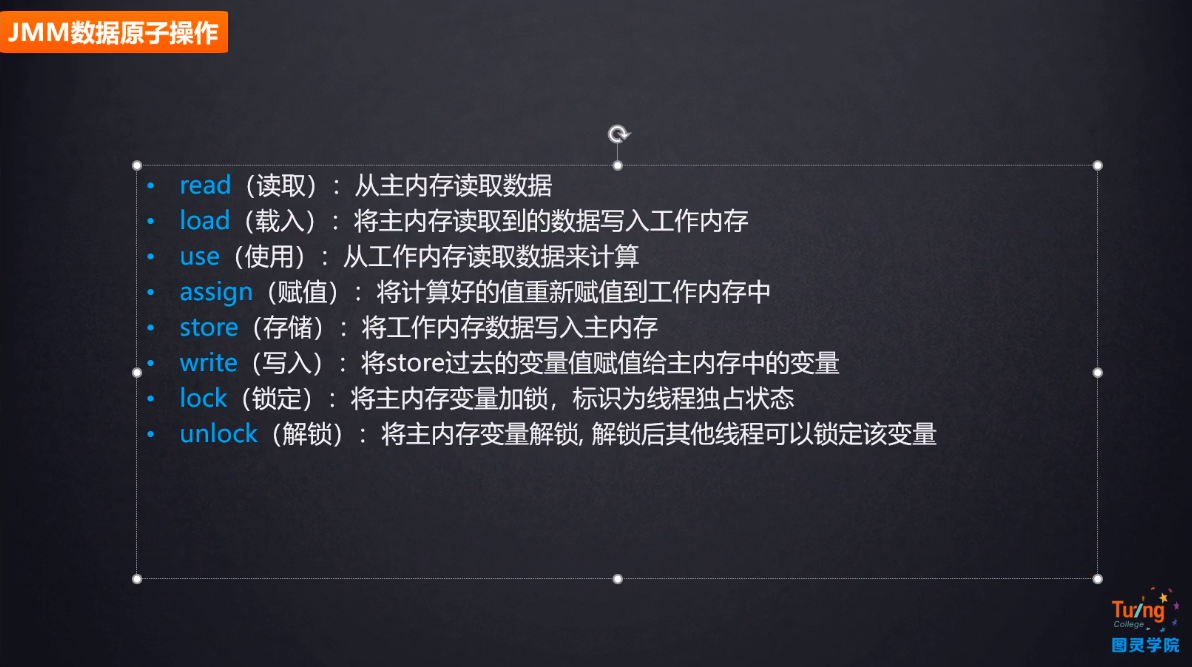 JMM数据原子操作
• read（读取）：从主内存读取数据
• load（载入）：将主内存读取到的数据写入工作内存
• use（使用）：从工作内存读取数据来计算
• assign（赋值）：将计算好的值重新赋值到工作内存中
• store（存储）：将工作内存数据写入主内存
• write（写入）：将store过去的变量值赋值给主内存中的变量
• lock（锁定）：将主内存变量加锁，标识为线程独占状态
• unlock（解锁）：将主内存变量解锁, 解锁后其他线程可以锁定该变量
Turing
College
图灵学院